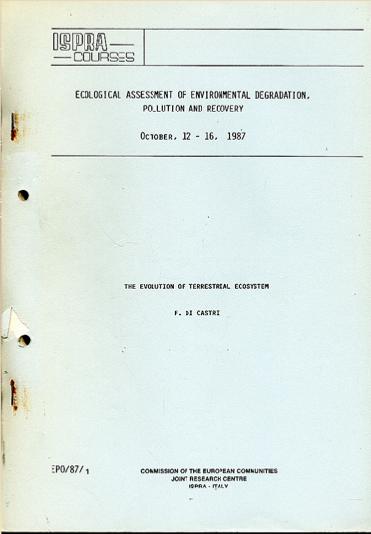 ISPRA
COURSES
ECOLOGICAL ASSESSMENT OF ENVIRONMENTAL DEGRADATION,
POLLUTION AND RECOVERY
OCTOBER, 12 - 16, 1987
THE EVOLUTION OF TERRESTRIAL ECOSYSTEM
F. DI CASTRI
EPO/87/1
COMMISSION OF THE EUROPEAN COMMUNITIES
JOINT RESEARCH CENTRE
ISPRA - ITALY